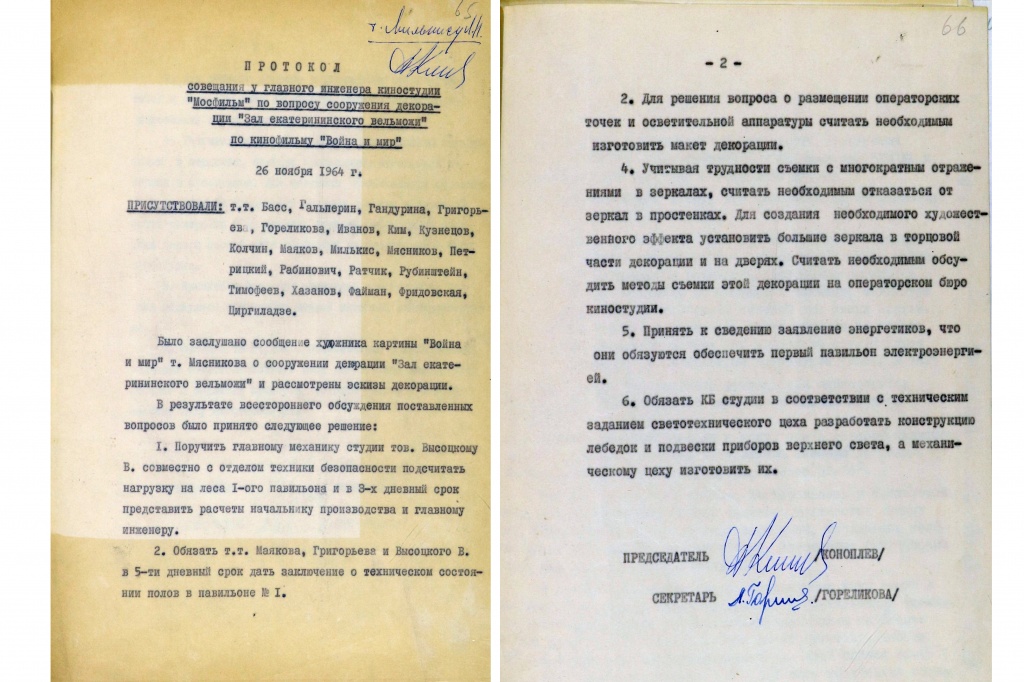 65
т. Милькису М.
ПРОТОКОЛ
совещания у главного инженера киностудии
"Мосфильм" по вопросу сооружения декора-
ции "Зал екатерининского вельможи"
по кинофильму "Война и мир"
26 ноября 1964 г.
ПРИСУТСТВОВАЛИ: т.т. Басс, Гальперин, Гандурина, Григорь-
ева, Гореликова, Иванов, Ким, Кузнецов,
Колчин, Маяков, Милькис, Мясников, Пет-
рицкий, Рабинович, Ратчик, Рубинштейн,
Тимофеев, Хазанов, Файман, Фридовская,
Циргиладзе.
Было заслушано сообщение художника картины "Война
и мир" т. Мясникова о сооружении декорации "Зал екате-
рининского вельможи" и рассмотрены эскизы декорации.
В результате всестороннего обсуждения поставленных
вопросов было принято следующее решение:
I. Поручить главному механику студии тов. Высоцкому
В. совместно с отделом техники безопасности подсчитать
нагрузку на леса I-ого павильона и в 3-х дневный срок
представить расчеты начальнику производства и главному
инженеру.
2. Обязать т.т. Маякова, Григорьева и Высоцкого В.
в 5-ти дневный срок дать заключение о техническом состоя-
нии полов в павильоне № I.
66
- 2 -
2. Для решения вопроса о размещении операторских
точек и осветительной аппаратуры считать необходимым
изготовить макет декорации.
4. Учитывая трудности съемки с многократным отраже-
ниями в зеркалах, считать необходимым отказаться от
зеркал в простенках. Для создания необходимого художест-
венного эффекта установить большие зеркала в торцовой
части декорации и на дверях. Считать необходимым обсу-
дить методы съемки этой декорации на операторском бюро
киностудии.
5. Принять к сведению заявление энергетиков, что
они обязуются обеспечить первый павильон электроэнерги-
ей.
6. Обязать КБ студии в соответствии с техническим
заданием светотехнического цеха разработать конструкцию
лебедок и подвески приборов верхнего света, а механи-
ческому цеху изготовить их.
ПРЕДСЕДАТЕЛЬ /КОНОПЛЕВ/
СЕКРЕТАРЬ /ГОРЕЛИКОВА/